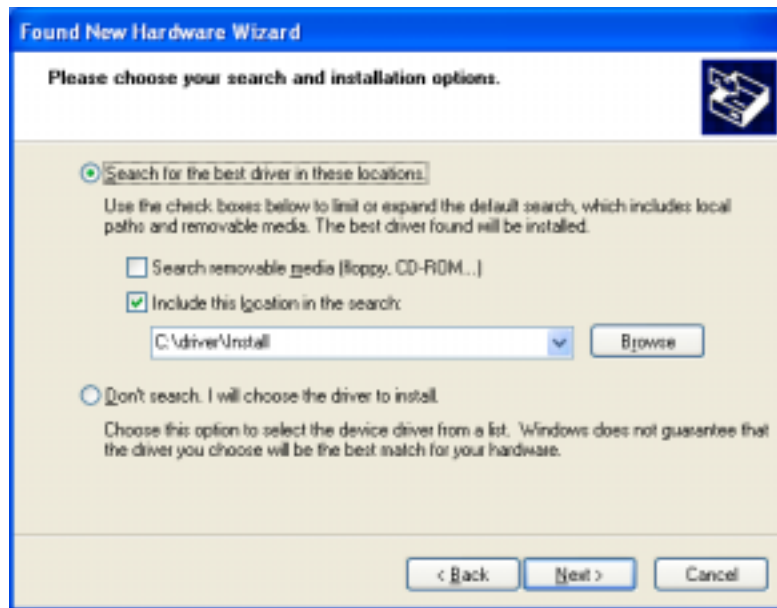 Found New Hardware Wizard
Please choose your search and installation options.
Search for the best driver in these locations.
Use the check boxes below to limit or expand the default search, which includes local
paths and removable media. The best driver found will be installed.
Search removable media (floppy, CD-ROM...)
Include this location in the search:
C:\driver\Install
Browse
Don't search. I will choose the driver to install.
Choose this option to select the device driver from a list. Windows does not guarantee that
the driver you choose will be the best match for your hardware.
< Back
Next >
Cancel